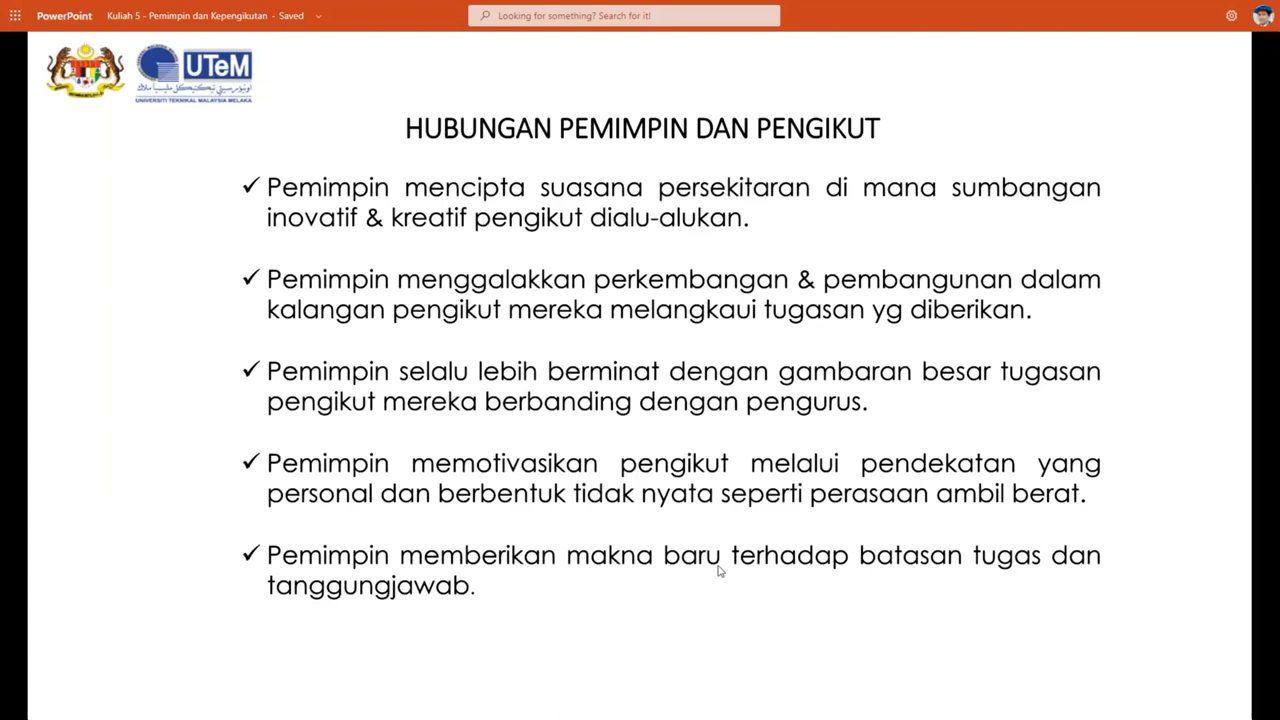 PowerPoint
Kuliah 5 - Pemimpin dan Kepengikutan - Saved
Looking for something? Search for it!
UTeM
اونيۏرسيتي تيكنيكل مليسيا ملاك
UNIVERSITI TEKNIKAL MALAYSIA MELAKA
HUBUNGAN PEMIMPIN DAN PENGIKUT
✓ Pemimpin mencipta suasana persekitaran di mana sumbangan
inovatif & kreatif pengikut dialu-alukan.
✓ Pemimpin menggalakkan perkembangan & pembangunan dalam
kalangan pengikut mereka melangkaui tugasan yg diberikan.
✓ Pemimpin selalu lebih berminat dengan gambaran besar tugasan
pengikut mereka berbanding dengan pengurus.
✓ Pemimpin memotivasikan pengikut melalui pendekatan yang
personal dan berbentuk tidak nyata seperti perasaan ambil berat.
✓ Pemimpin memberikan makna baru terhadap batasan tugas dan
tanggungjawab.